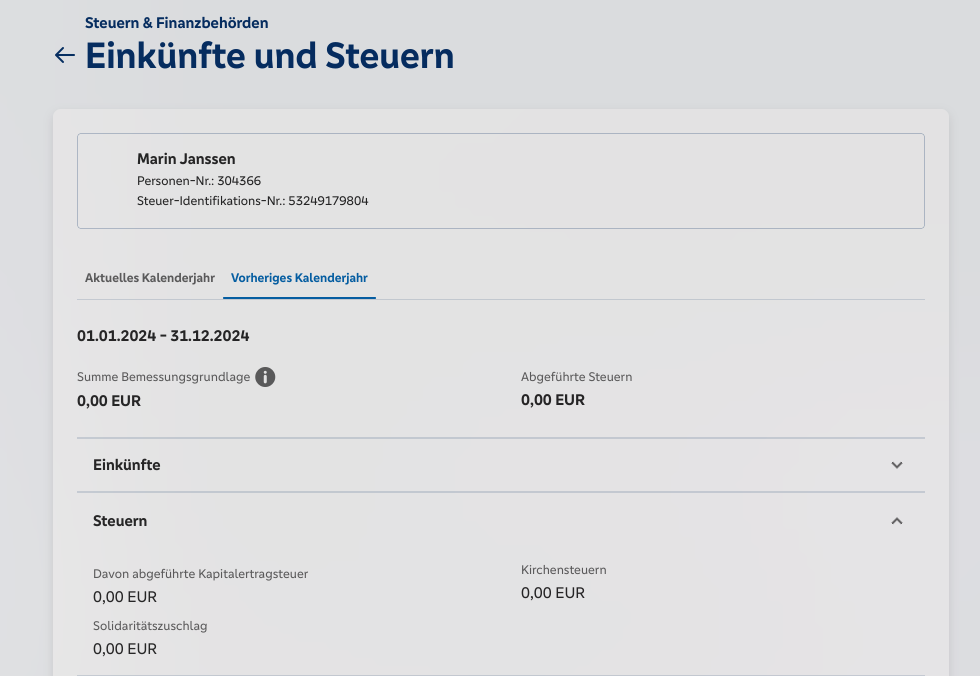 Steuern & Finanzbehörden
Einkünfte und Steuern
Marin Janssen
Personen-Nr.: 304366
Steuer-Identifikations-Nr.: 53249179804
Aktuelles Kalenderjahr Vorheriges Kalenderjahr
01.01.2024 - 31.12.2024
Summe Bemessungsgrundlage
0,00 EUR
Abgeführte Steuern
0,00 EUR
Einkünfte
Steuern
Davon abgeführte Kapitalertragsteuer
0,00 EUR
Kirchensteuern
0,00 EUR
Solidaritätszuschlag
0,00 EUR